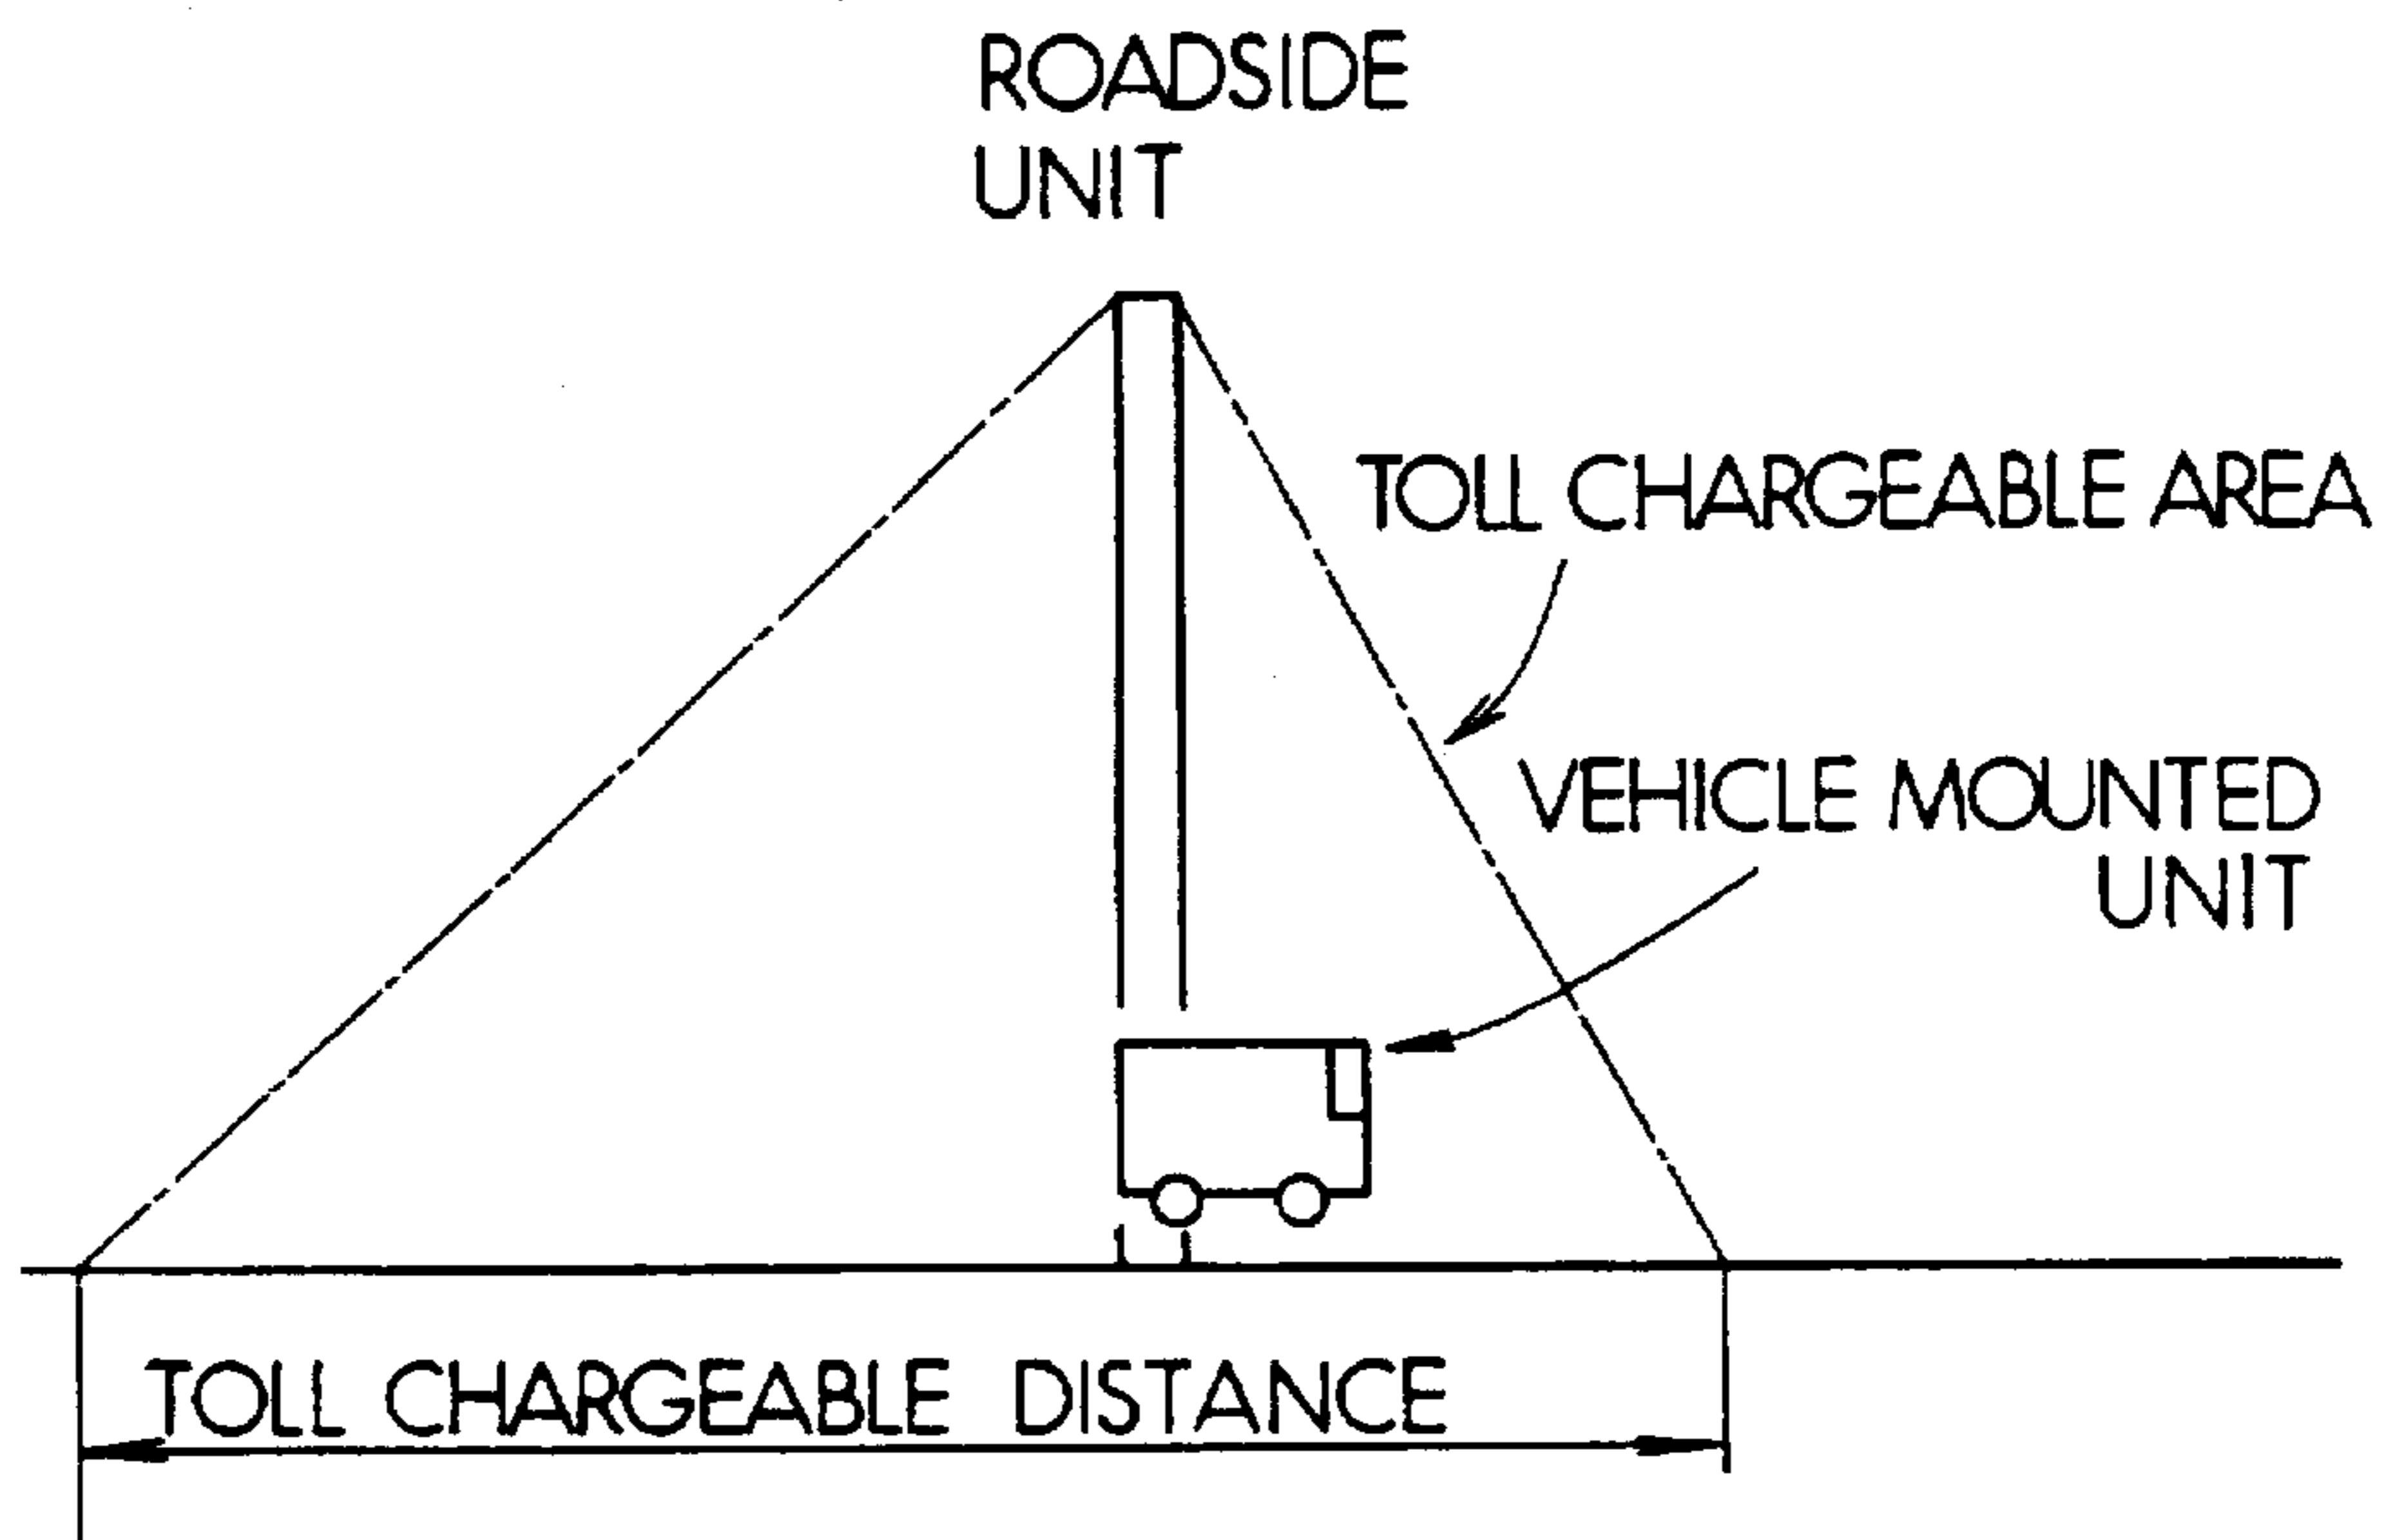 ROADSIDE
UNIT
TOLL CHARGEABLE AREA
VEHICLE MOUNTED
UNIT
TOLL CHARGEABLE DISTANCE